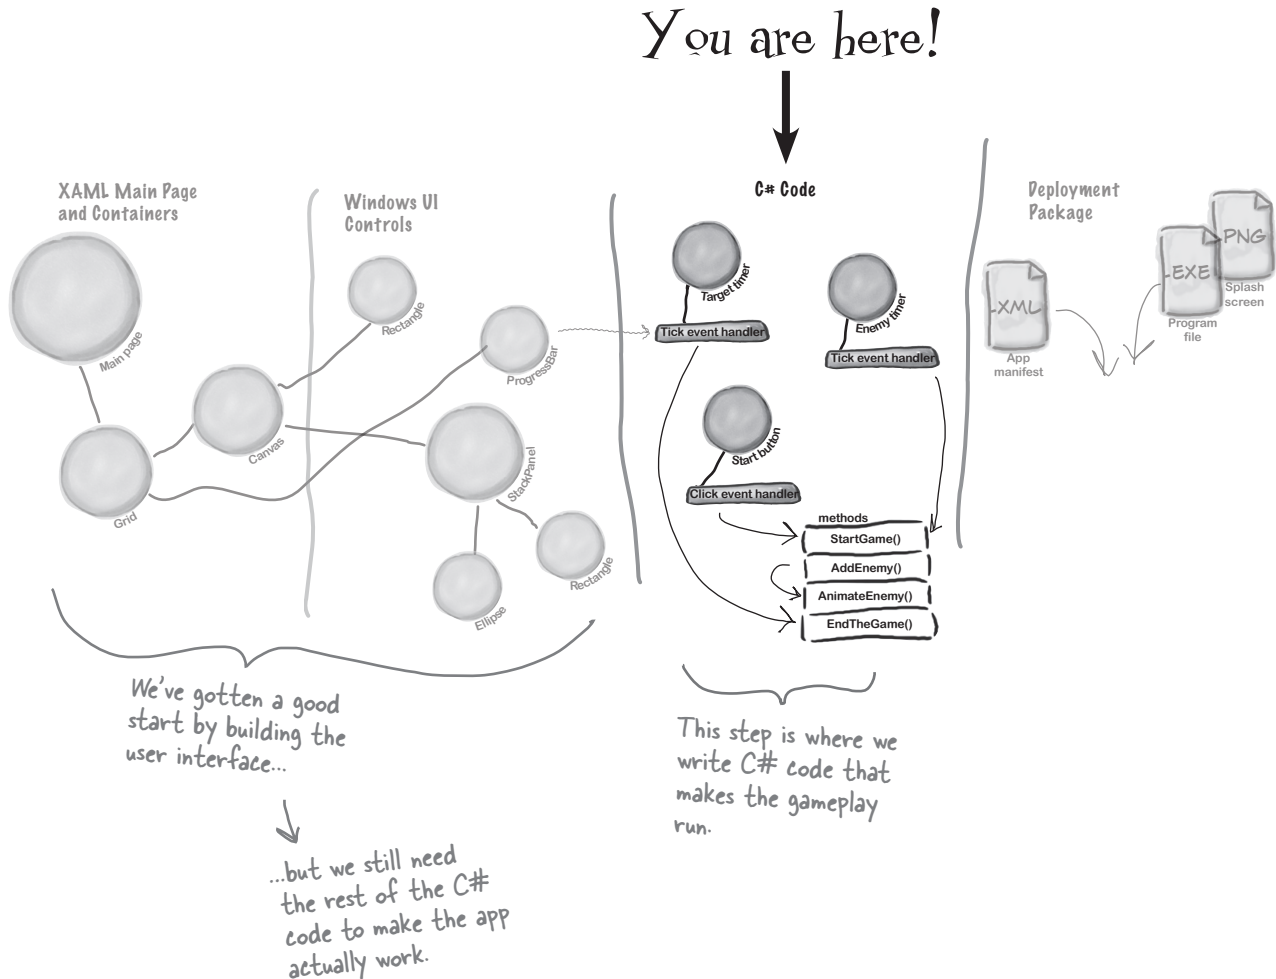 You are here!
XAML Main Page
and Containers
Windows UI
Controls
C# Code
Deployment
Package
Main page
Grid
Canvas
Rectangle
ProgressBar
StackPanel
Ellipse
Rectangle
Target timer
Tick event handler
Enemy timer
Tick event handler
Start button
Click event handler
methods
StartGame()
AddEnemy()
AnimateEnemy()
EndTheGame()
.XML
App
manifest
.EXE
Program
file
PNG
Splash
screen
We've gotten a good
start by building the
user interface...
...but we still need
the rest of the C#
code to make the app
actually work.
This step is where we
write C# code that
makes the gameplay
run.